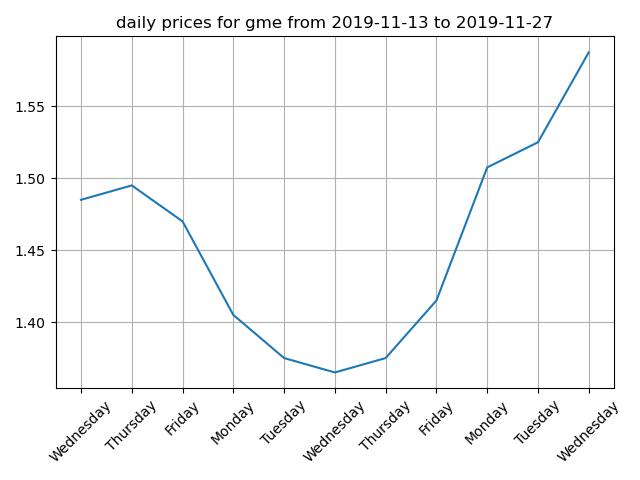 daily prices for gme from 2019-11-13 to 2019-11-27
1.55
1.50
1.45
1.40
Wednesday
Thursday
Friday
Monday
Tuesday
Wednesday
Thursday
Friday
Monday
Tuesday
Wednesday